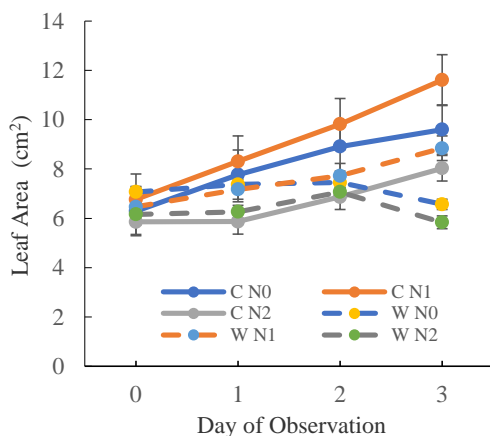 14
12
10
8
6
4
2
0
Leaf Area (cm²)
C N0
C N1
C N2
W N0
W N1
W N2
0 1 2 3
Day of Observation